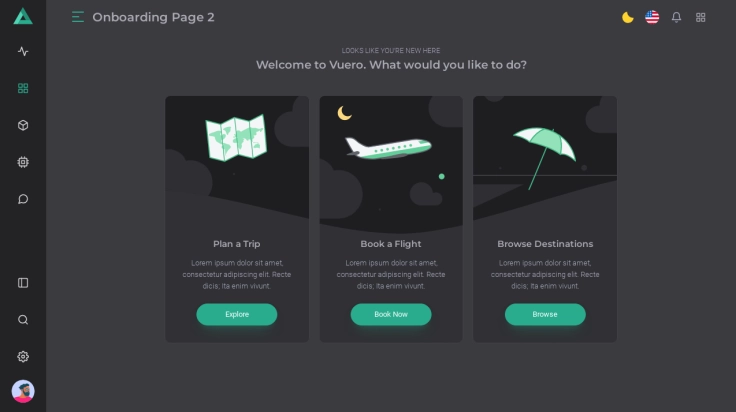 Onboarding Page 2
LOOKS LIKE YOU'RE NEW HERE
Welcome to Vuero. What would you like to do?
Plan a Trip
Lorem ipsum dolor sit amet,
consectetur adipiscing elit. Recte
dicis; Ita enim vivunt.
Explore
Book a Flight
Lorem ipsum dolor sit amet,
consectetur adipiscing elit. Recte
dicis; Ita enim vivunt.
Book Now
Browse Destinations
Lorem ipsum dolor sit amet,
consectetur adipiscing elit. Recte
dicis; Ita enim vivunt.
Browse